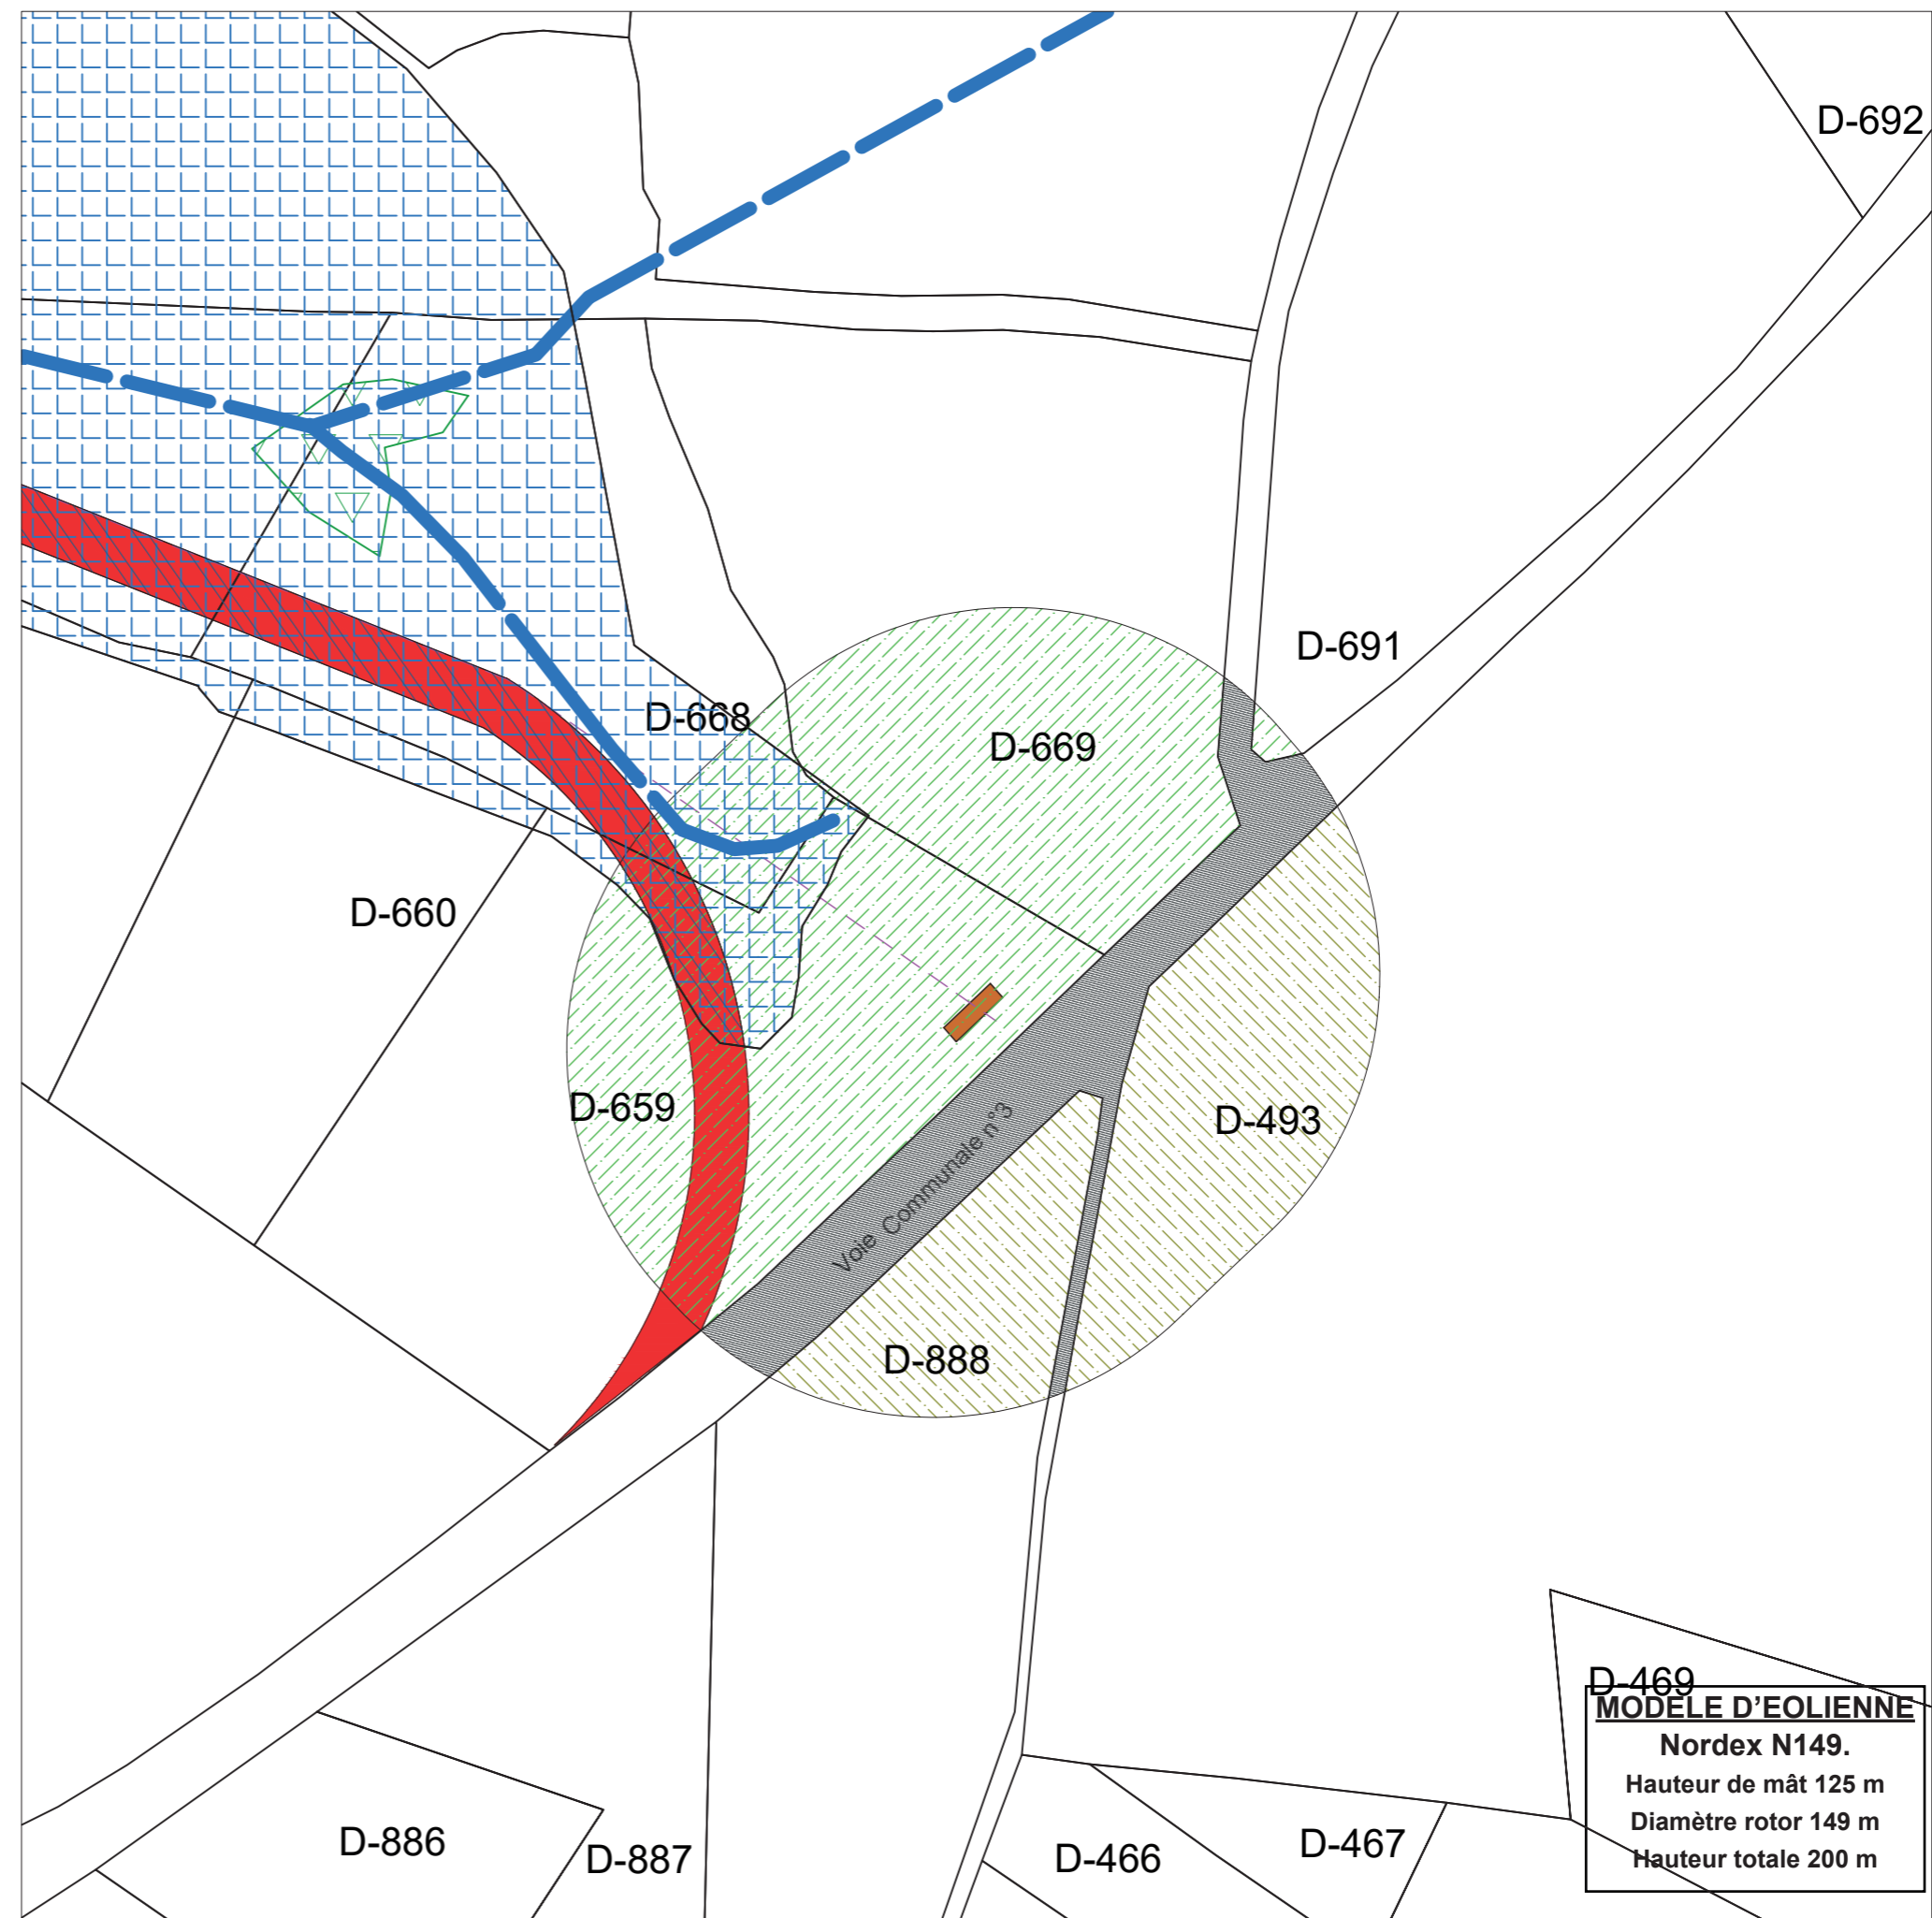 D-692
D-691
D-668
D-669
D-660
D-659
D-493
Voie Communale n°3
D-888
D-469
MODELE D'EOLIENNE
Nordex N149.
Hauteur de mât 125 m
Diamètre rotor 149 m
Hauteur totale 200 m
D-886
D-887
D-466
D-467